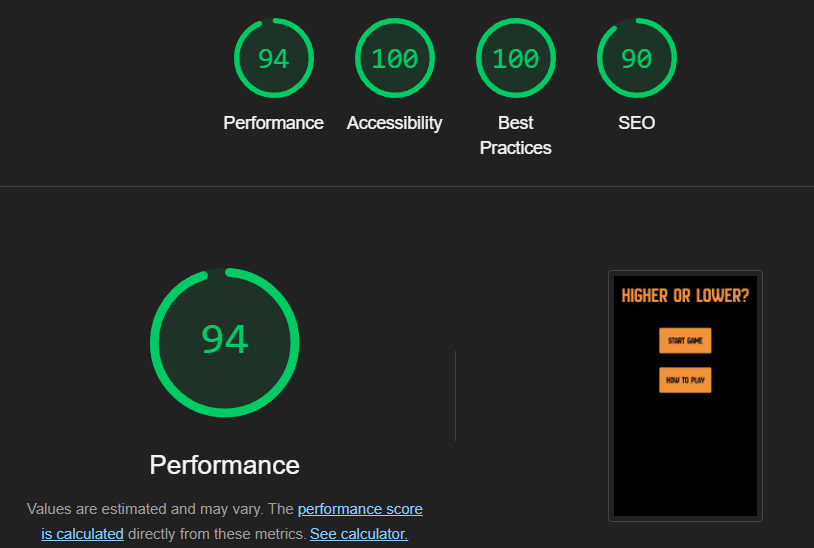 94
100
100
90
Performance
Accessibility
Best
Practices
SEO
94
Performance
Values are estimated and may vary. The performance score
is calculated directly from these metrics. See calculator.
HIGHER OR LOWER?
START GAME
HOW TO PLAY